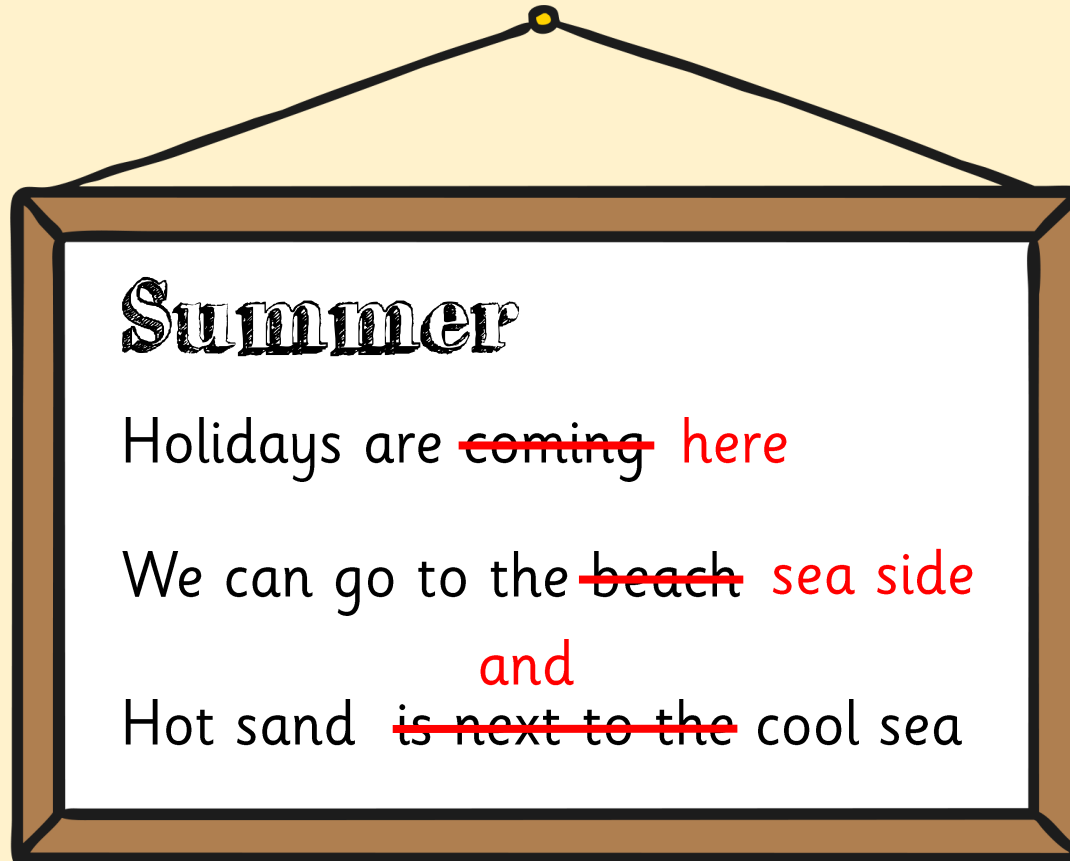 Summer
Holidays are coming here
We can go to the beach sea side
and
Hot sand is next to the cool sea